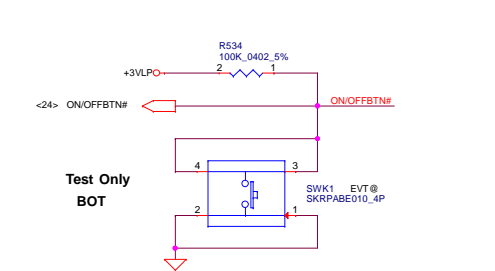 R534
100K_0402_5%
+3VLP
2 1
<24> ON/OFFBTN#
ON/OFFBTN#
4 3
Test Only
BOT
SWK1 EVT@
SKRPABE010_4P
2 1